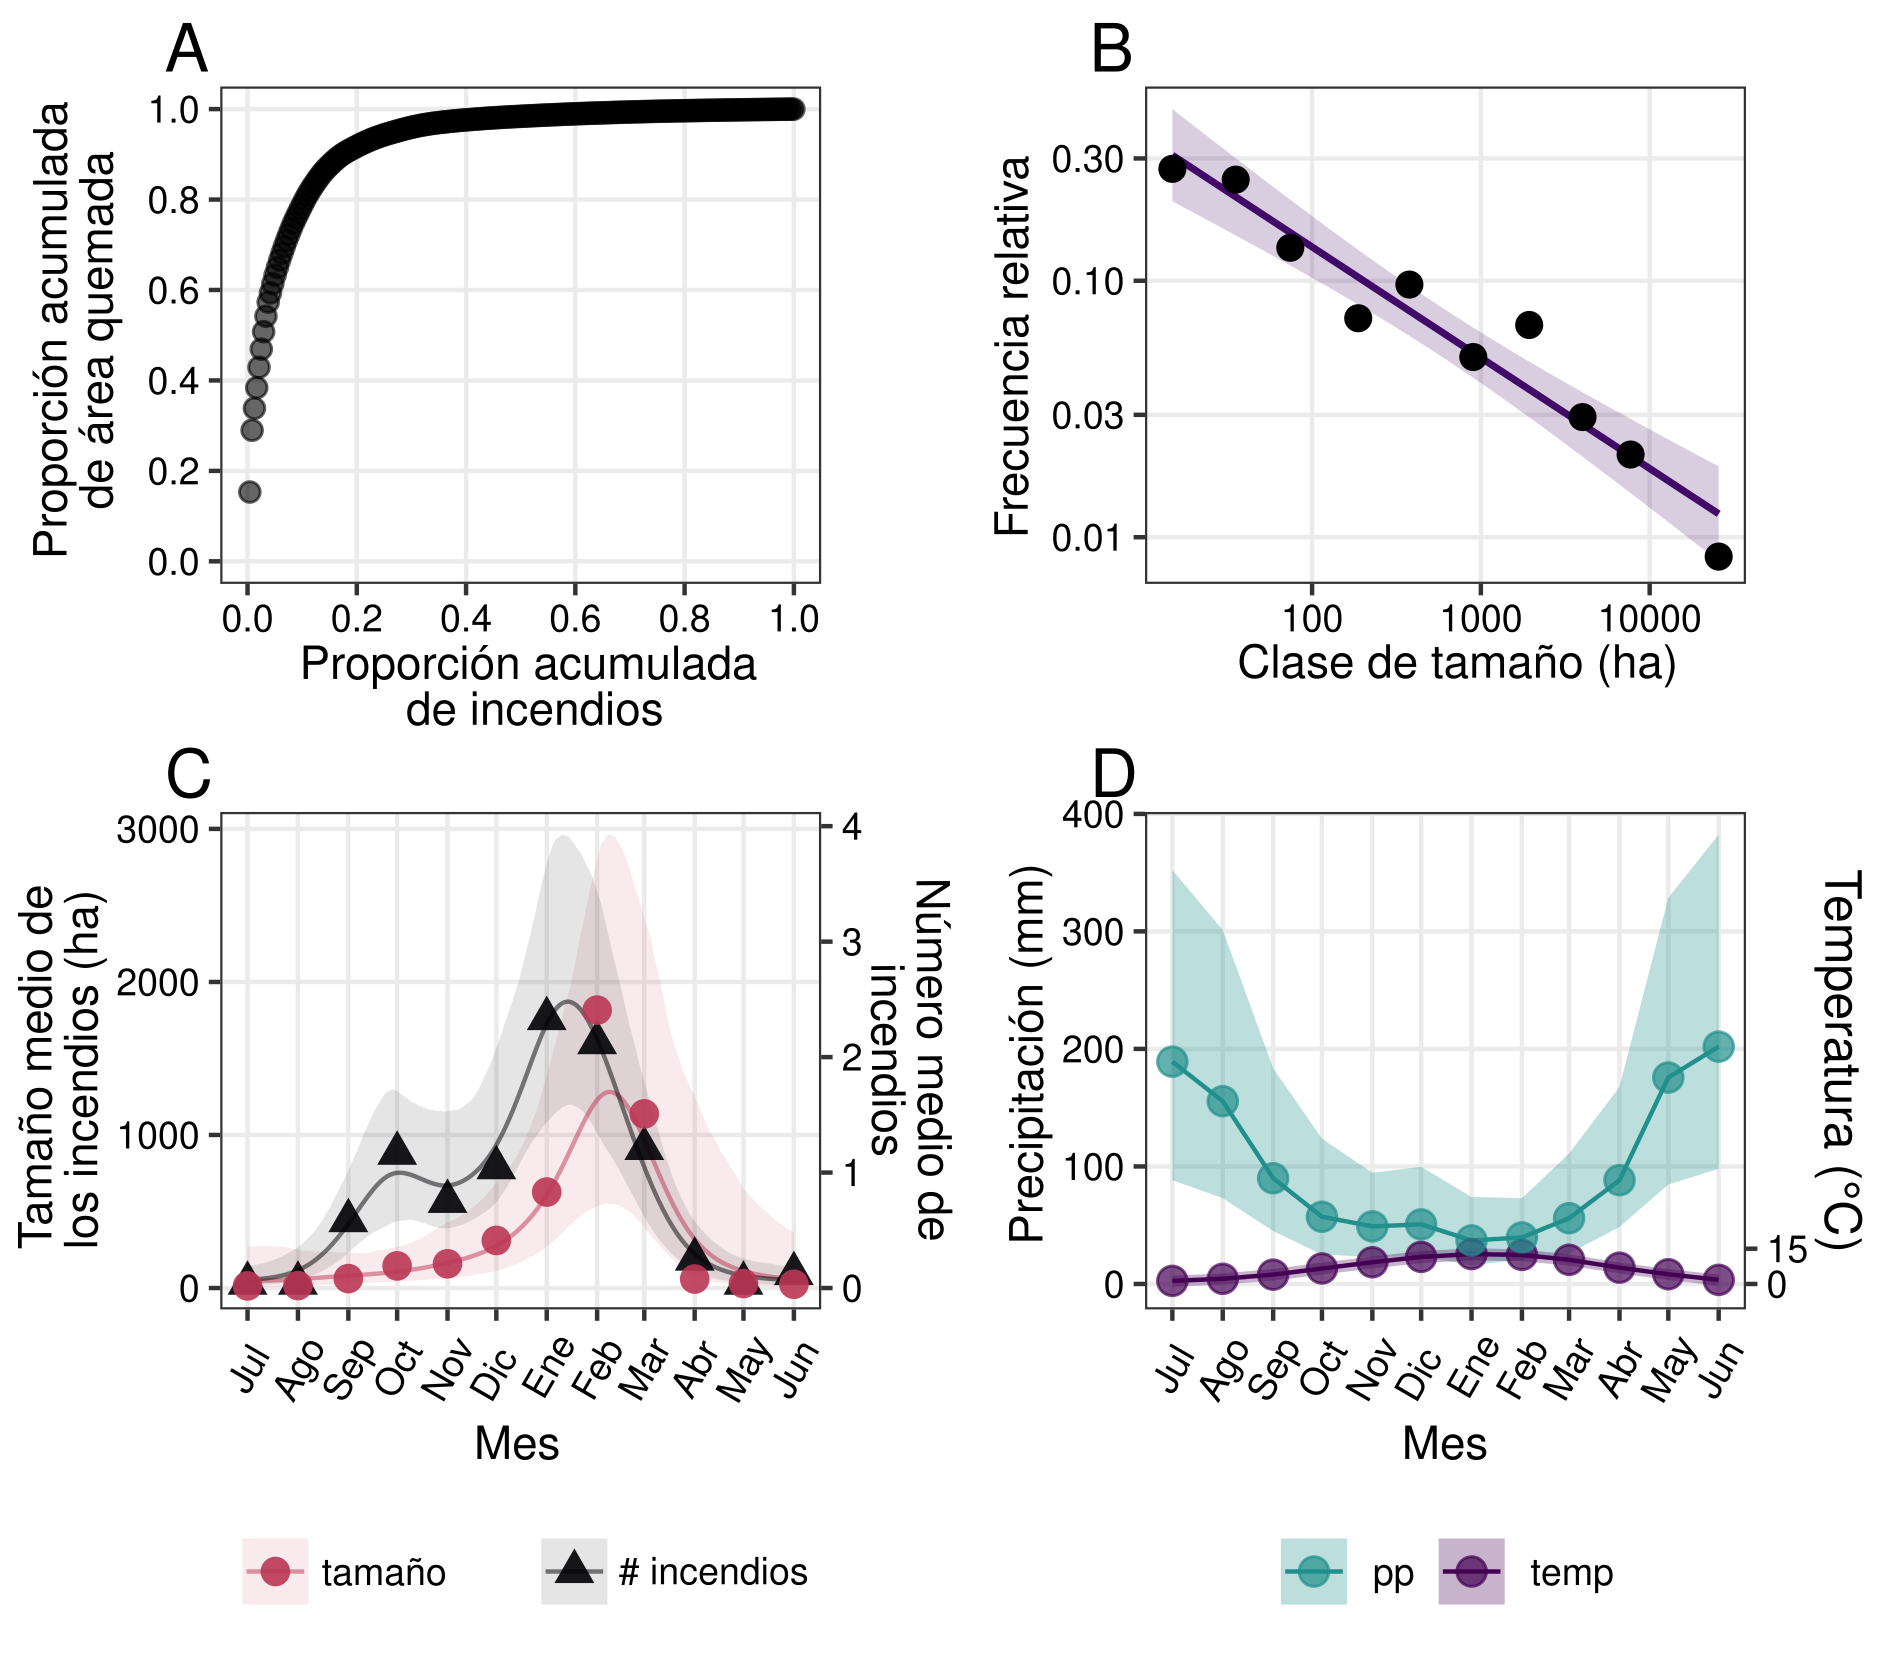 A
Proporción acumulada
de área quemada
1.0
0.8
0.6
0.4
0.2
0.0
0.0 0.2 0.4 0.6 0.8 1.0
Proporción acumulada
de incendios
B
Frecuencia relativa
0.30
0.10
0.03
0.01
100 1000 10000
Clase de tamaño (ha)
C
Tamaño medio de
los incendios (ha)
3000
2000
1000
0
4
3
2
1
0
Número medio de
incendios
Jul Ago Sep Oct Nov Dic Ene Feb Mar Abr May Jun
Mes
tamaño # incendios
D
Precipitación (mm)
400
300
200
100
0
15
0
Temperatura (°C)
Jul Ago Sep Oct Nov Dic Ene Feb Mar Abr May Jun
Mes
pp temp